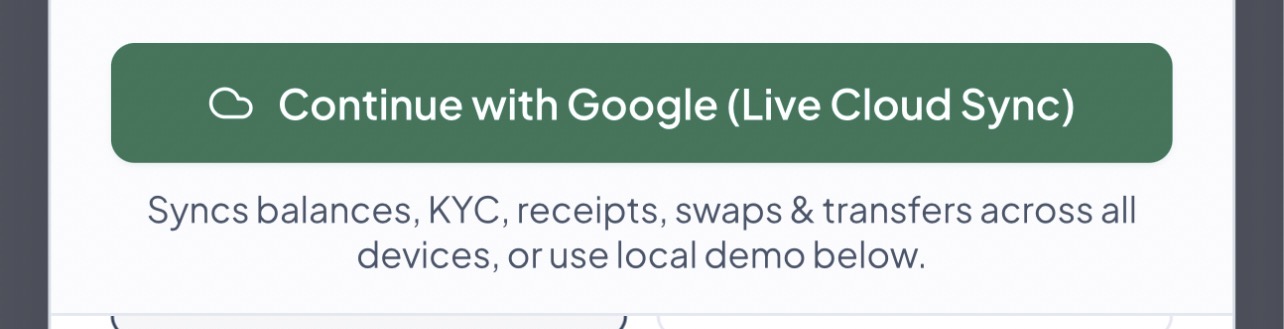 Continue with Google (Live Cloud Sync)
Syncs balances, KYC, receipts, swaps & transfers across all
devices, or use local demo below.